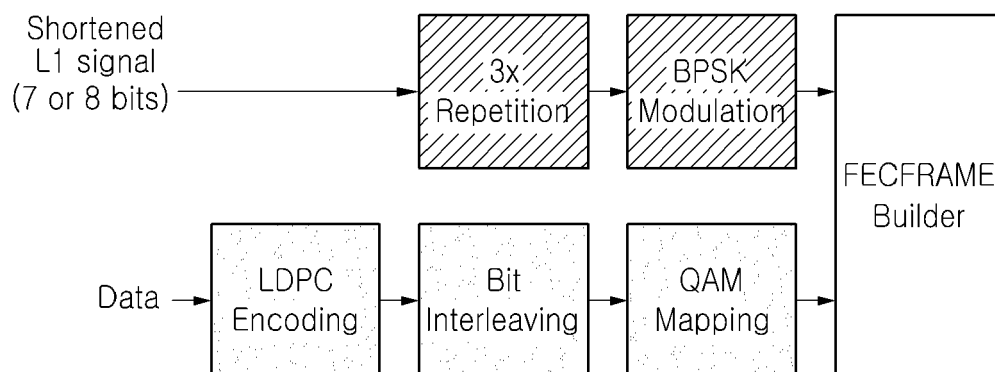 Shortened
L1 signal
(7 or 8 bits)
3x
Repetition
BPSK
Modulation
FECFRAME
Builder
Data
LDPC
Encoding
Bit
Interleaving
QAM
Mapping